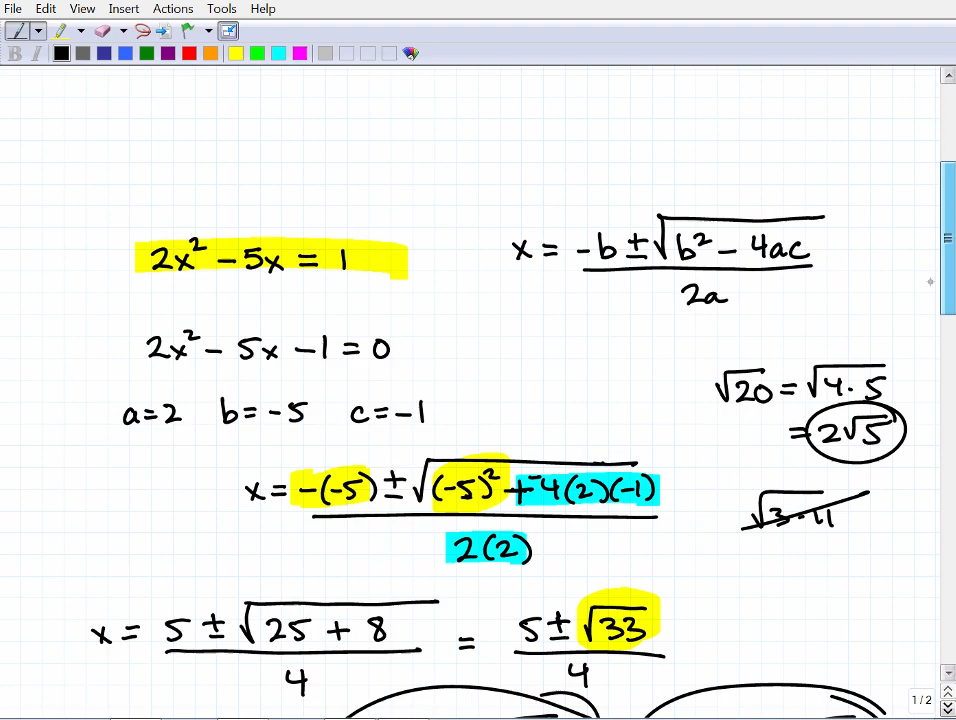 File Edit View Insert Actions Tools Help
B I
2x² - 5x = 1
x = -b ± √(b² - 4ac)
2a
2x² - 5x - 1 = 0
√20 = √(4·5)
= 2√5
a=2 b=-5 c=-1
x = -(-5) ± √((-5)² + -4(2)(-1))
2(2)
√(3·11)
x = 5 ± √(25 + 8) = 5 ± √33
4 4
1 / 2